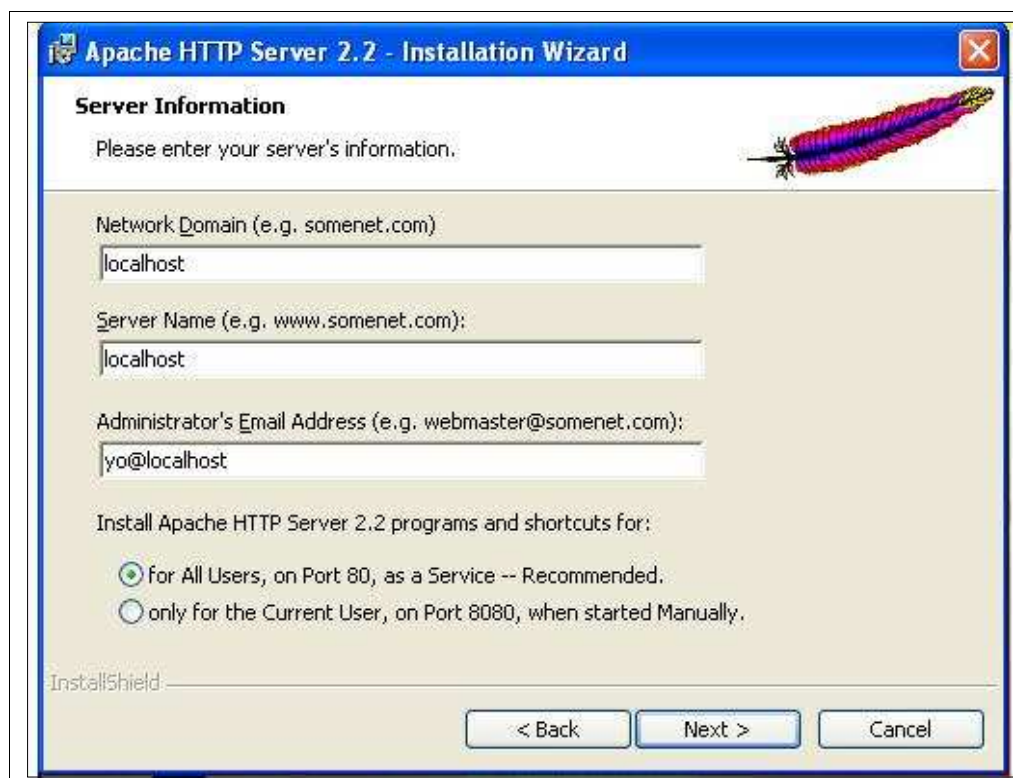 Apache HTTP Server 2.2 - Installation Wizard
Server Information
Please enter your server's information.
Network Domain (e.g. somenet.com)
localhost
Server Name (e.g. www.somenet.com):
localhost
Administrator's Email Address (e.g. webmaster@somenet.com):
yo@localhost
Install Apache HTTP Server 2.2 programs and shortcuts for:
for All Users, on Port 80, as a Service -- Recommended.
only for the Current User, on Port 8080, when started Manually.
InstallShield
< Back Next > Cancel